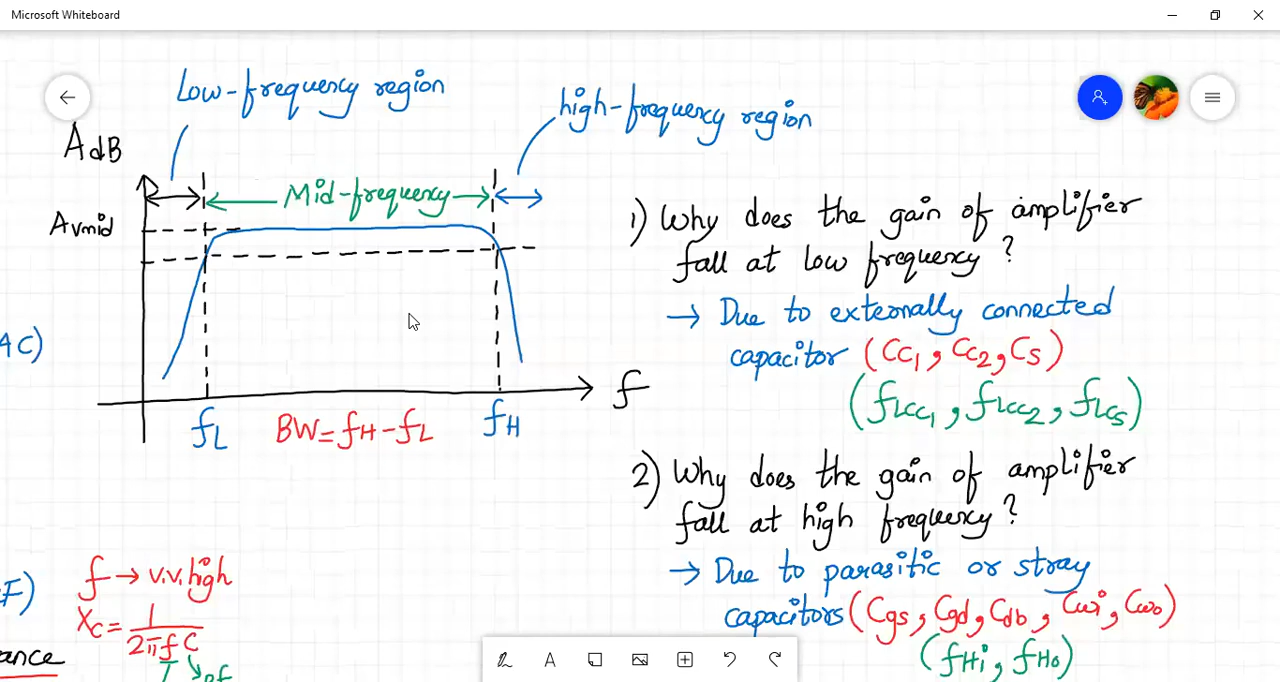 Microsoft Whiteboard
Low-frequency region
high-frequency region
AdB
Mid-frequency
Avmid
AC)
f
fL
BW = fH - fL
fH
1) Why does the gain of amplifier
fall at low frequency?
→ Due to externally connected
capacitor (CC1, CC2, CS)
(fLCC1, fLCC2, fLCS)
2) Why does the gain of amplifier
fall at high frequency?
→ Due to parasitic or stray
capacitors (Cgs, Cgd, Cdb, Cwi, Cwo)
(fHi, fHo)
F)
f → v.v.high
XC = 1 / 2πfC
ance
PF